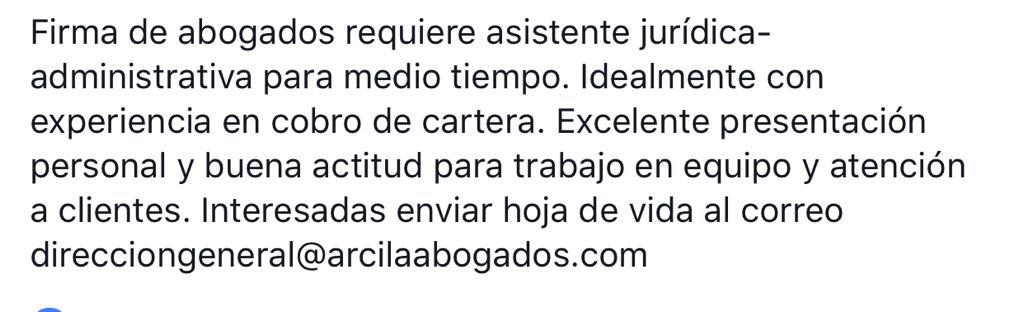 Firma de abogados requiere asistente jurídica-
administrativa para medio tiempo. Idealmente con
experiencia en cobro de cartera. Excelente presentación
personal y buena actitud para trabajo en equipo y atención
a clientes. Interesadas enviar hoja de vida al correo
direcciongeneral@arcilaabogados.com